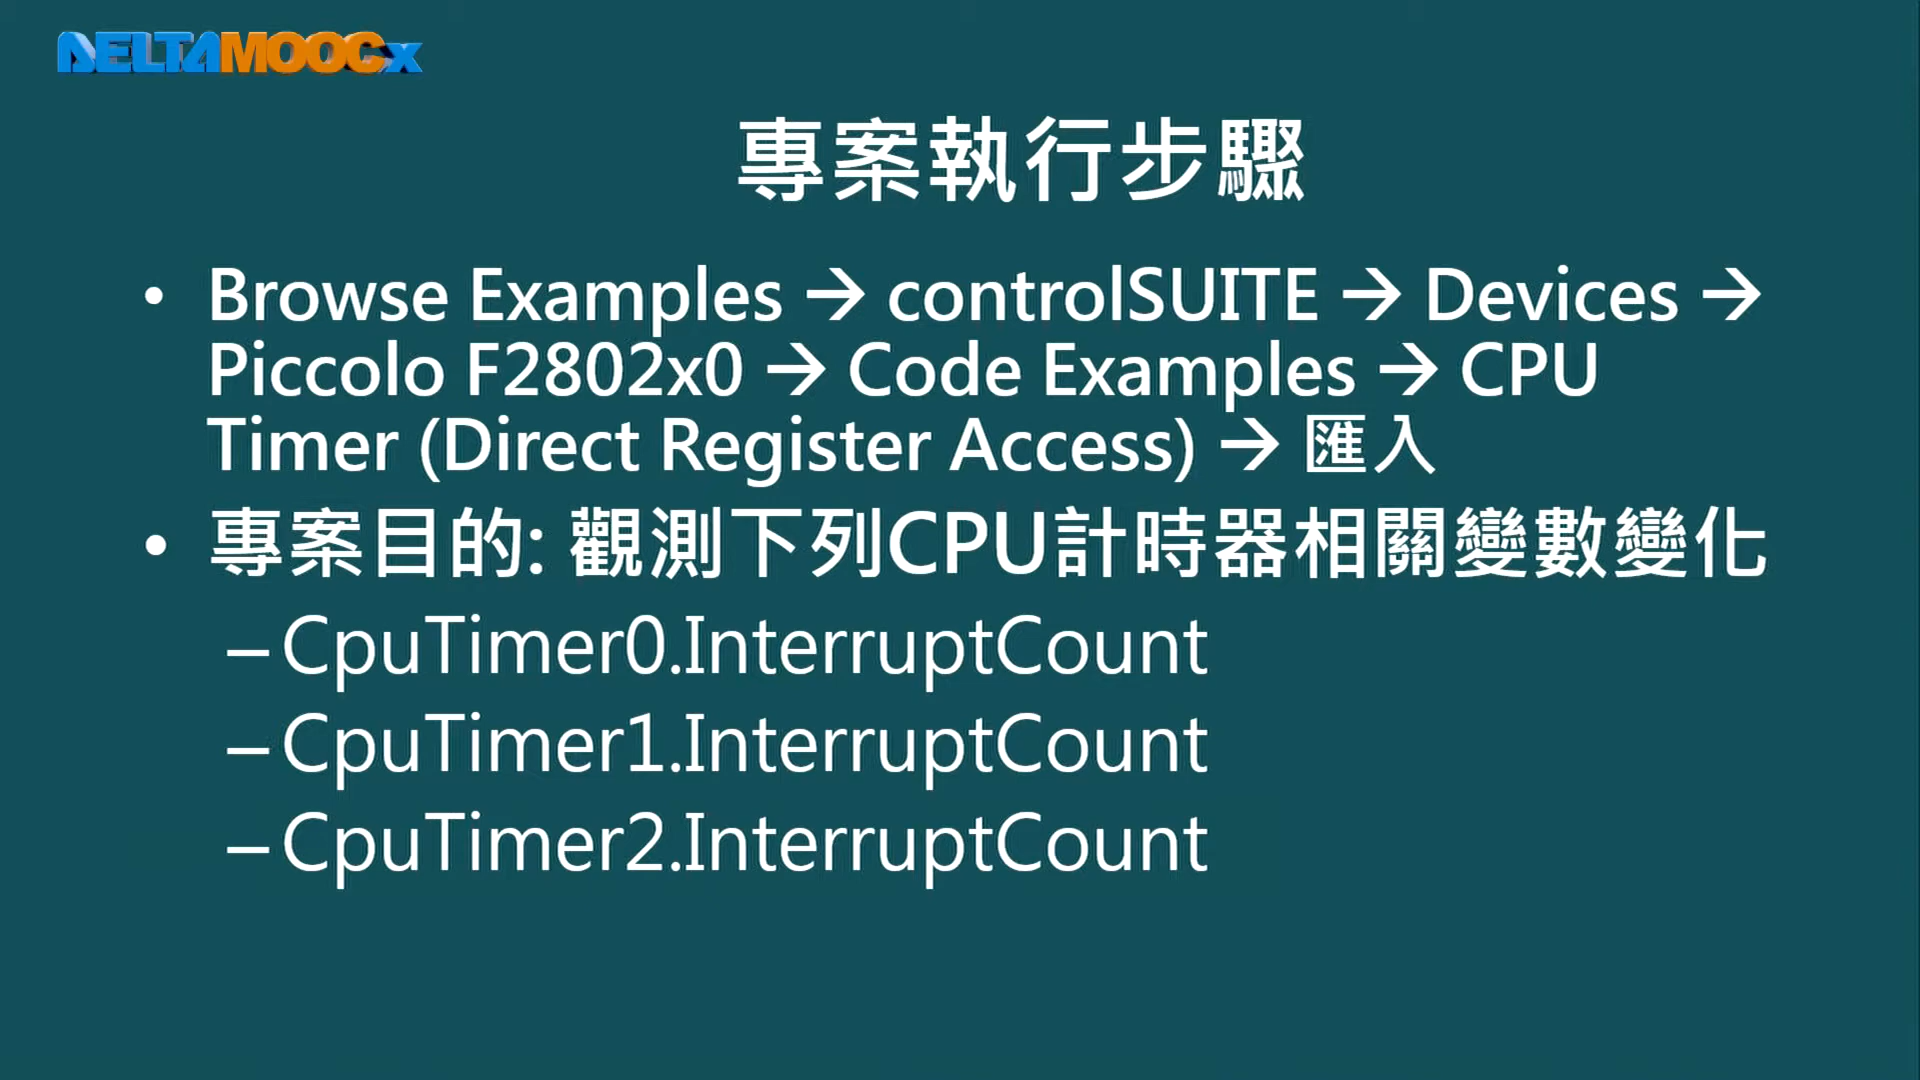 DELTAMOOCx
專案執行步驟
• Browse Examples → controlSUITE → Devices →
Piccolo F2802x0 → Code Examples → CPU
Timer (Direct Register Access) → 匯入
• 專案目的: 觀測下列CPU計時器相關變數變化
– CpuTimer0.InterruptCount
– CpuTimer1.InterruptCount
– CpuTimer2.InterruptCount